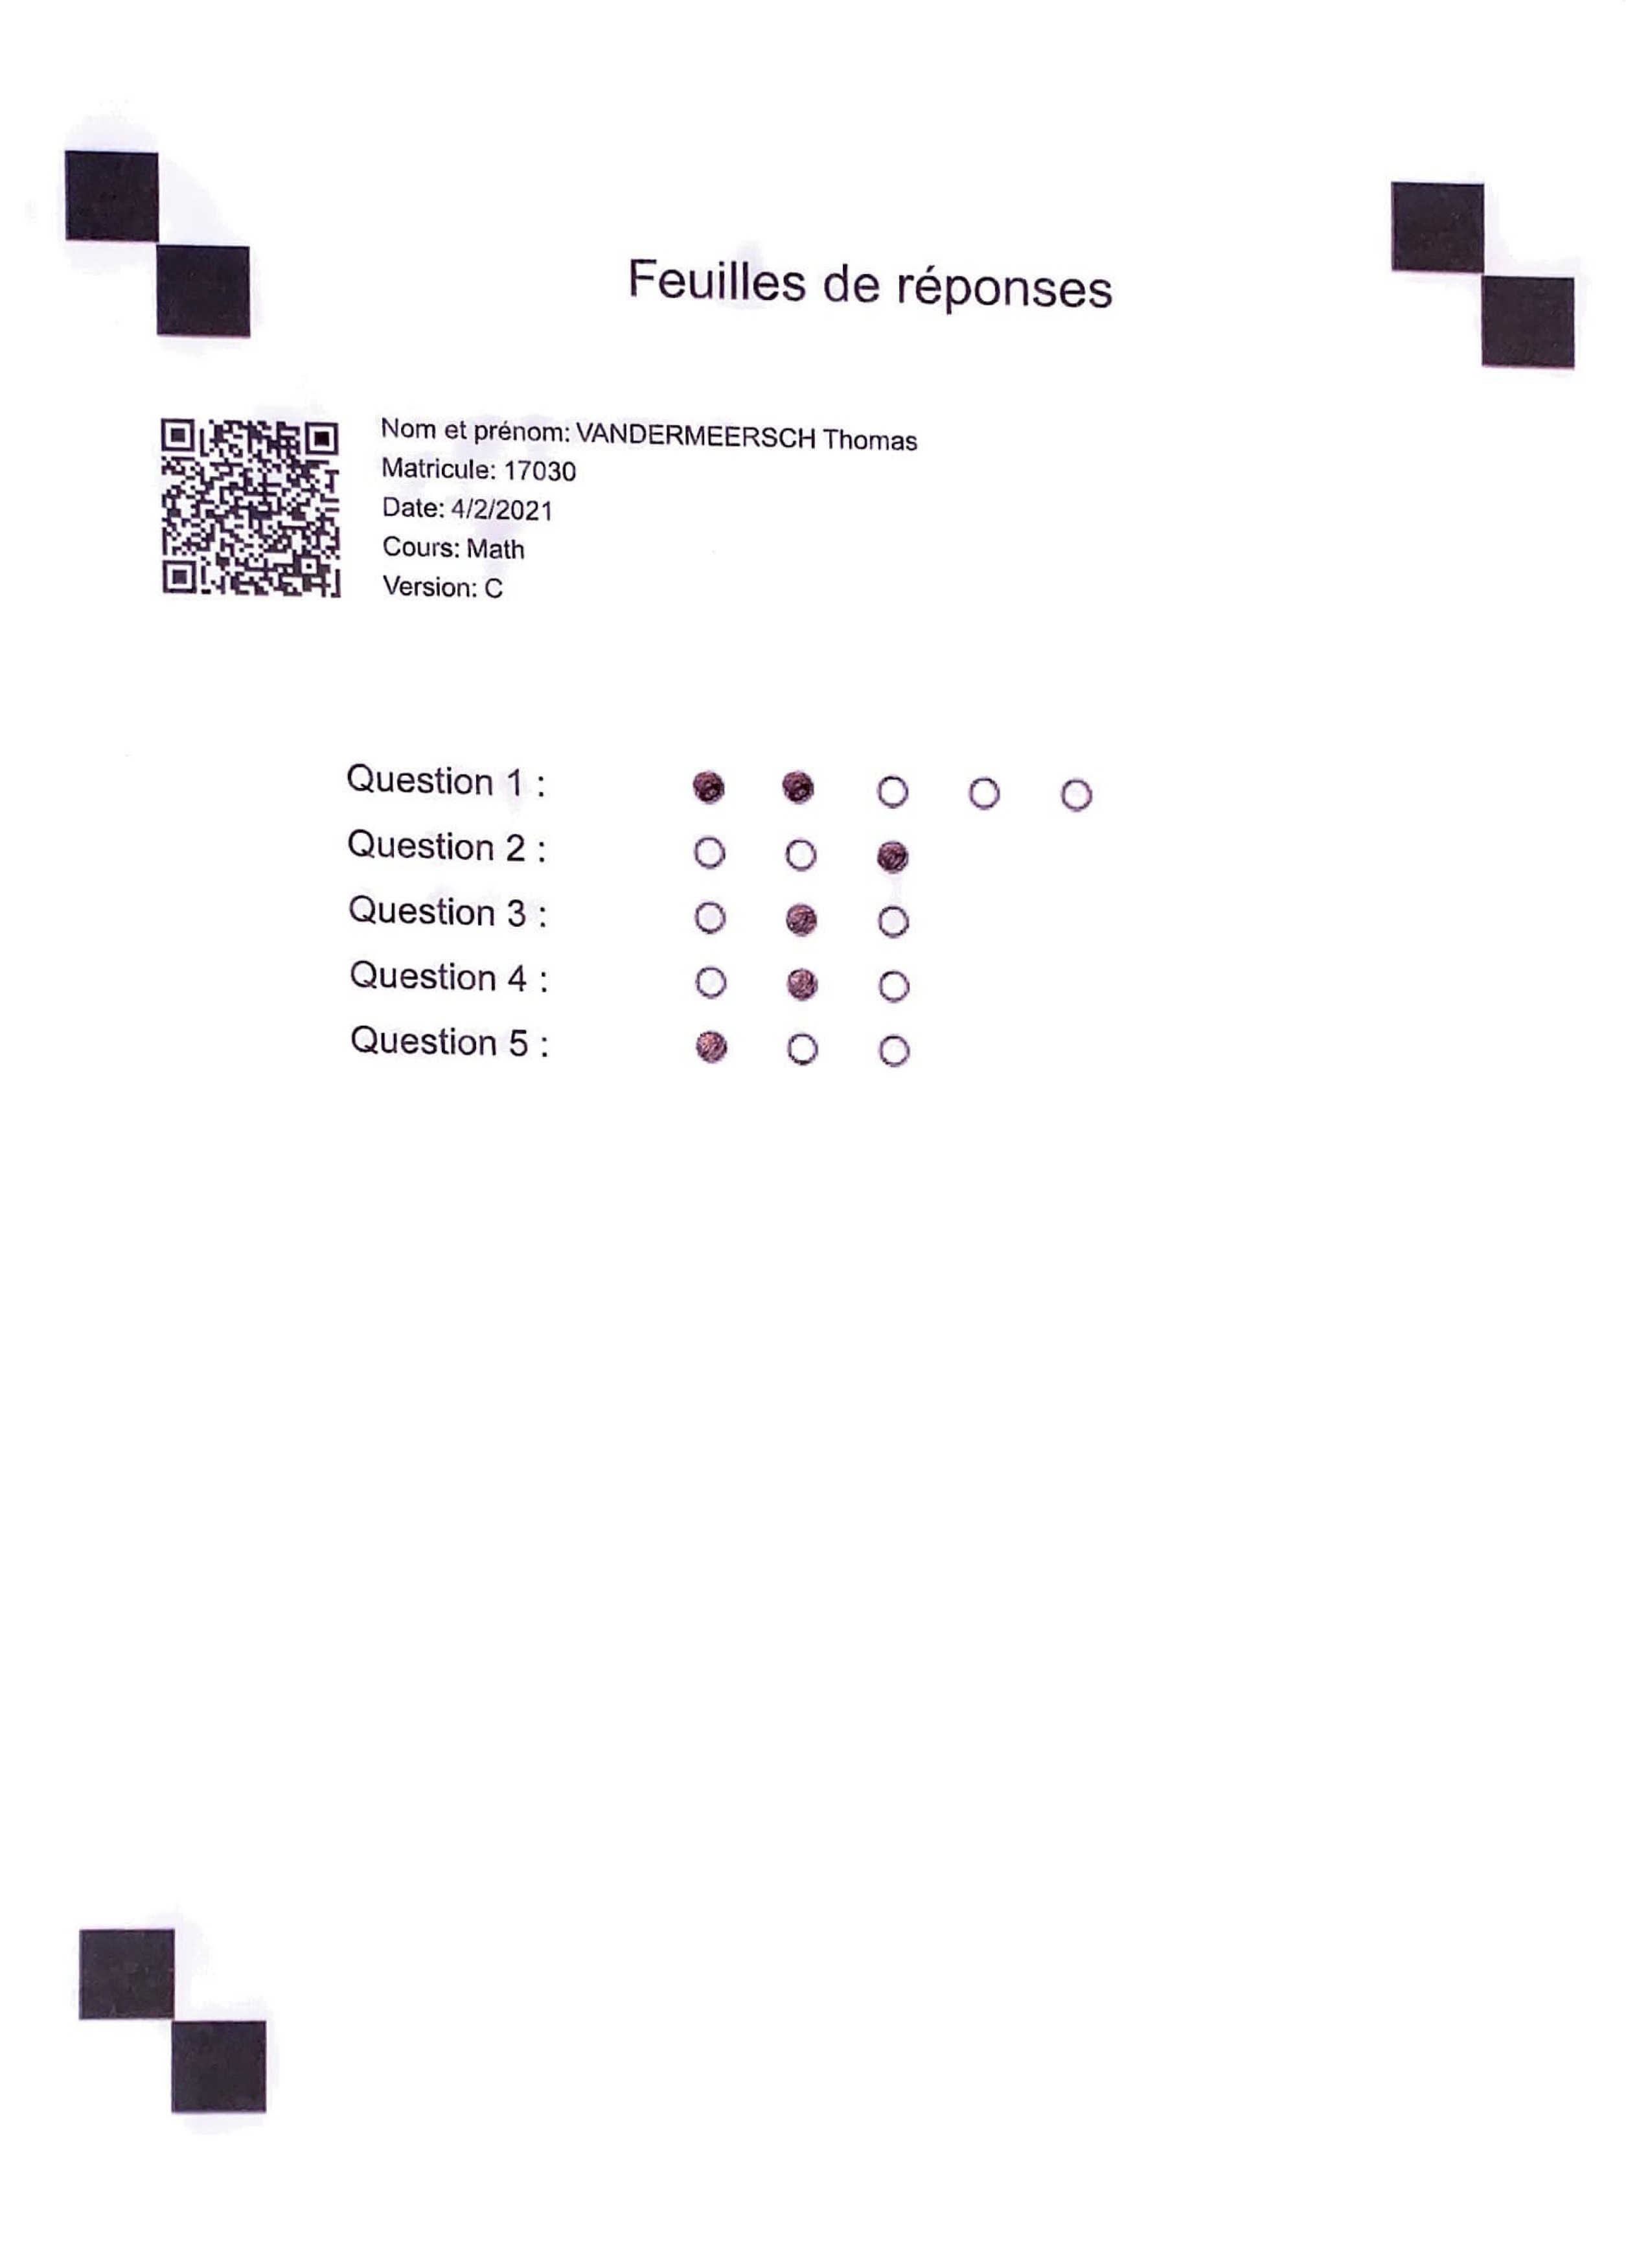 Feuilles de réponses
Nom et prénom: VANDERMEERSCH Thomas
Matricule: 17030
Date: 4/2/2021
Cours: Math
Version: C
Question 1 :
Question 2 :
Question 3 :
Question 4 :
Question 5 :